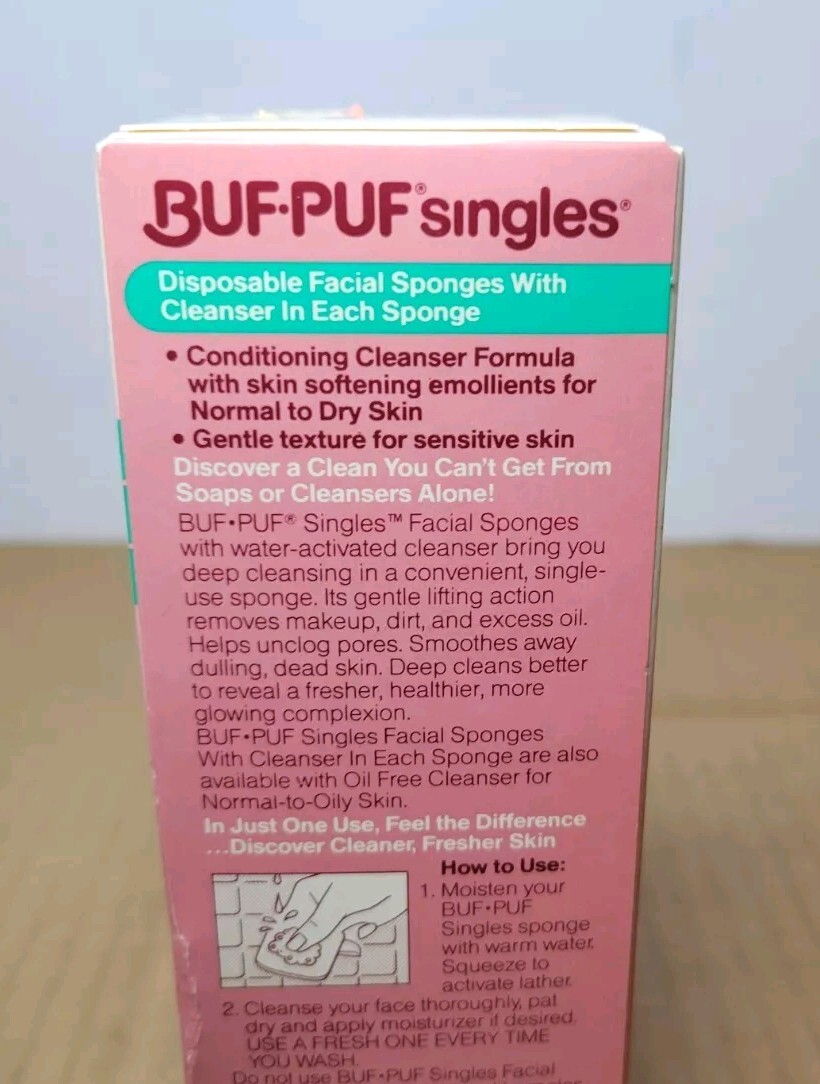 BUF•PUF® singles®
Disposable Facial Sponges With
Cleanser In Each Sponge
• Conditioning Cleanser Formula
with skin softening emollients for
Normal to Dry Skin
• Gentle texture for sensitive skin
Discover a Clean You Can't Get From
Soaps or Cleansers Alone!
BUF•PUF® Singles™ Facial Sponges
with water-activated cleanser bring you
deep cleansing in a convenient, single-
use sponge. Its gentle lifting action
removes makeup, dirt, and excess oil.
Helps unclog pores. Smoothes away
dulling, dead skin. Deep cleans better
to reveal a fresher, healthier, more
glowing complexion.
BUF•PUF Singles Facial Sponges
With Cleanser In Each Sponge are also
available with Oil Free Cleanser for
Normal-to-Oily Skin.
In Just One Use, Feel the Difference
...Discover Cleaner, Fresher Skin
How to Use:
1. Moisten your
BUF•PUF
Singles sponge
with warm water.
Squeeze to
activate lather.
2. Cleanse your face thoroughly, pat
dry and apply moisturizer if desired.
USE A FRESH ONE EVERY TIME
YOU WASH.
Do not use BUF•PUF Singles Facial